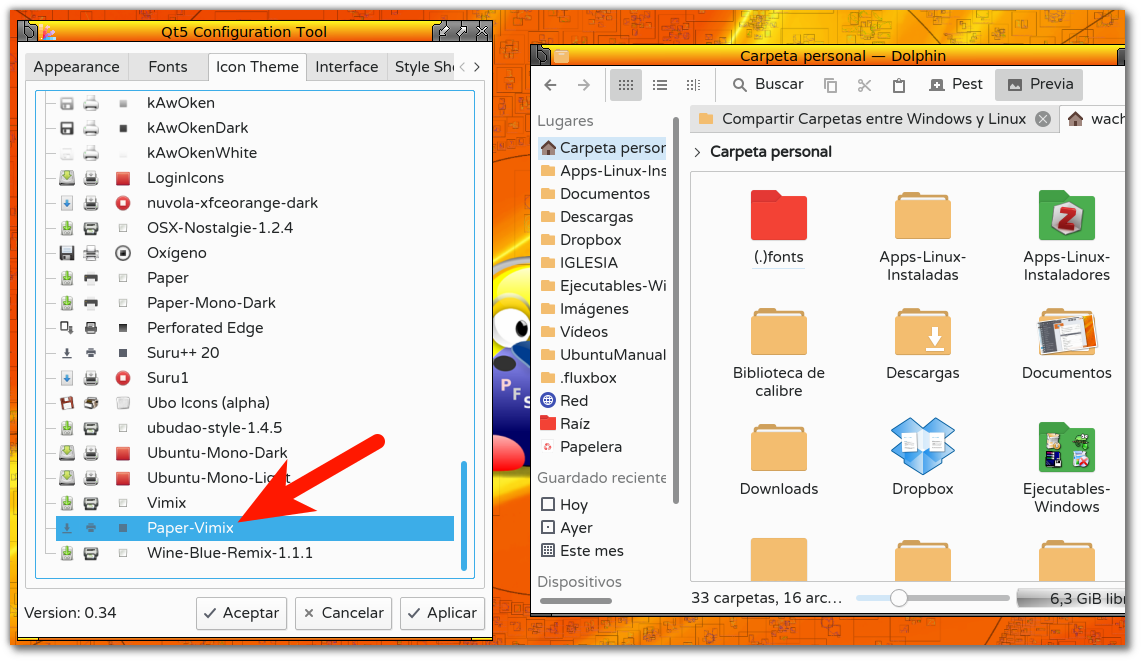 Qt5 Configuration Tool
Appearance
Fonts
Icon Theme
Interface
Style She
kAwOken
kAwOkenDark
kAwOkenWhite
LoginIcons
nuvola-xfceorange-dark
OSX-Nostalgie-1.2.4
Oxígeno
Paper
Paper-Mono-Dark
Perforated Edge
Suru++ 20
Suru1
Ubo Icons (alpha)
ubudao-style-1.4.5
Ubuntu-Mono-Dark
Ubuntu-Mono-Li t
Vimix
Paper-Vimix
Wine-Blue-Remix-1.1.1
Version: 0.34
Aceptar
Cancelar
Aplicar
PFS
Carpeta personal — Dolphin
Buscar
Pest
Previa
Lugares
Carpeta person
Apps-Linux-Ins
Documentos
Descargas
Dropbox
IGLESIA
Ejecutables-Wi
Imágenes
Vídeos
UbuntuManual
.fluxbox
Red
Raíz
Papelera
Guardado reciente
Hoy
Ayer
Este mes
Dispositivos
Compartir Carpetas entre Windows y Linux
wach
Carpeta personal
(.)fonts
Apps-Linux-
Instaladas
Apps-Linux-
Instaladores
Biblioteca de
calibre
Descargas
Documentos
Downloads
Dropbox
Ejecutables-
Windows
33 carpetas, 16 arc...
6,3 GiB libr